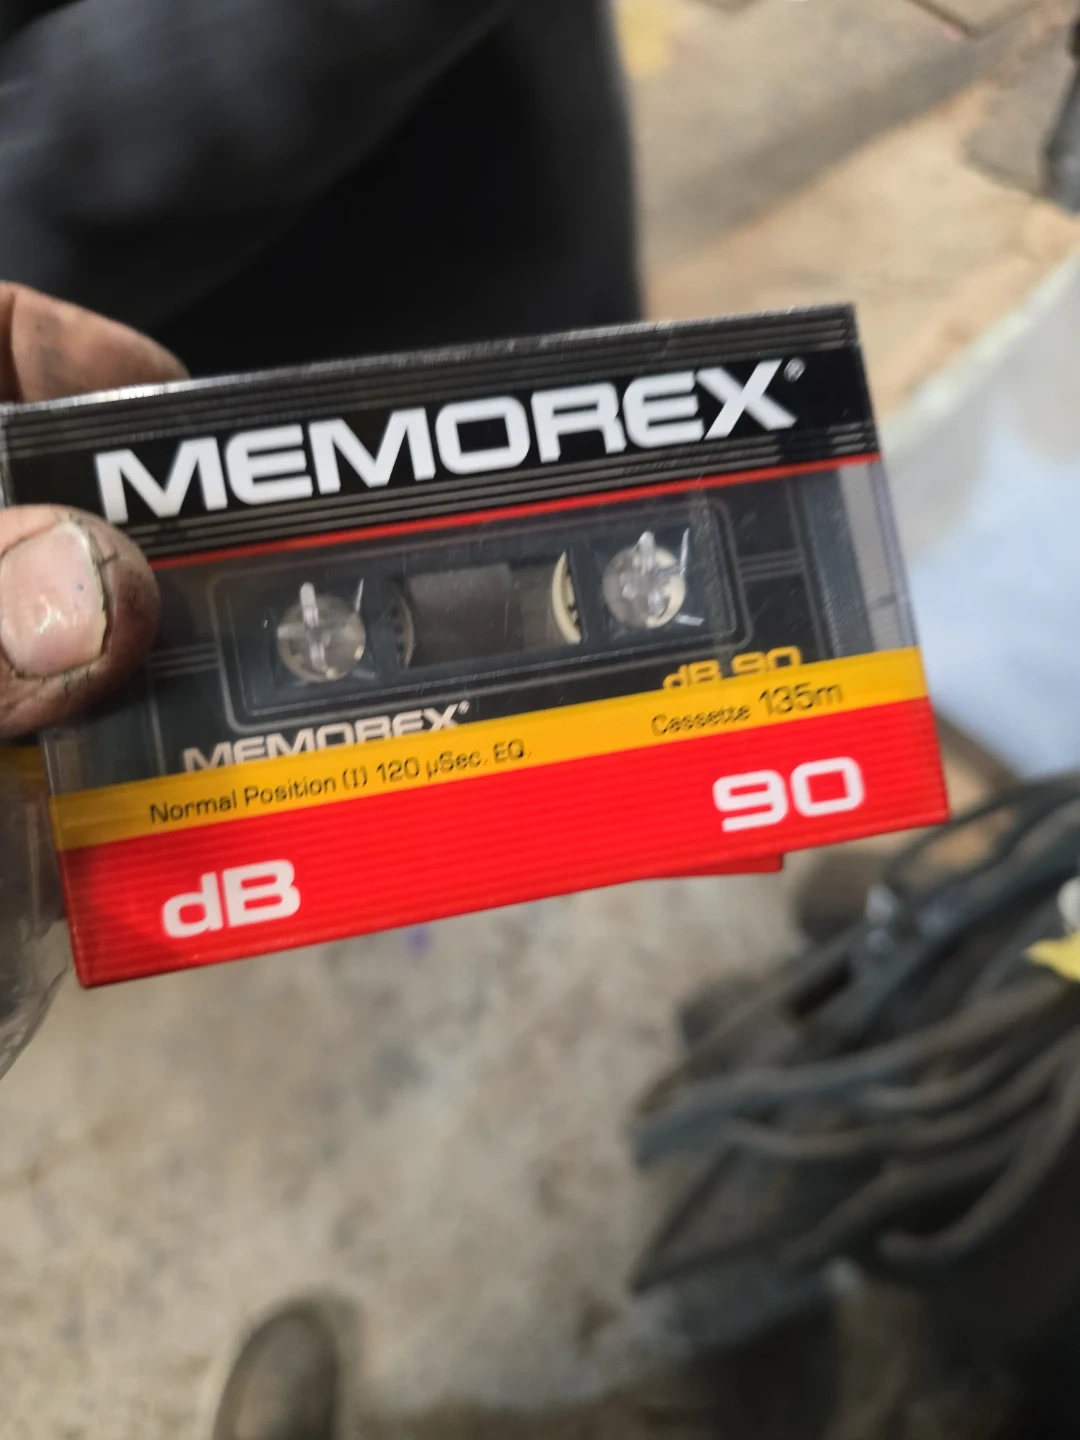 MEMOREX®
dB 90
MEMOREX®
Cassette 135m
Normal Position (I) 120 µSec. EQ.
90
dB